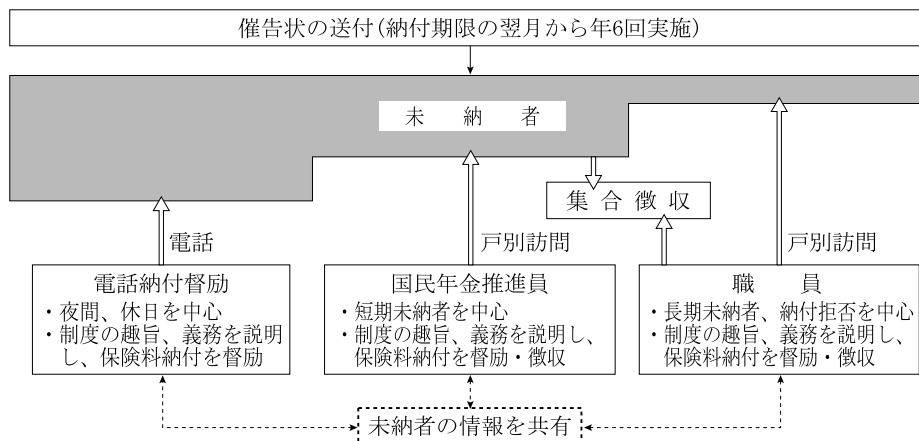 催告状の送付(納付期限の翌月から年6回実施)
未 納 者
集 合 徴 収
電話
戸別訪問
戸別訪問
電話納付督励
・夜間、休日を中心
・制度の趣旨、義務を説明
し、保険料納付を督励
国民年金推進員
・短期未納者を中心
・制度の趣旨、義務を説明し、
保険料納付を督励・徴収
職 員
・長期未納者、納付拒否を中心
・制度の趣旨、義務を説明し、
保険料納付を督励・徴収
未納者の情報を共有